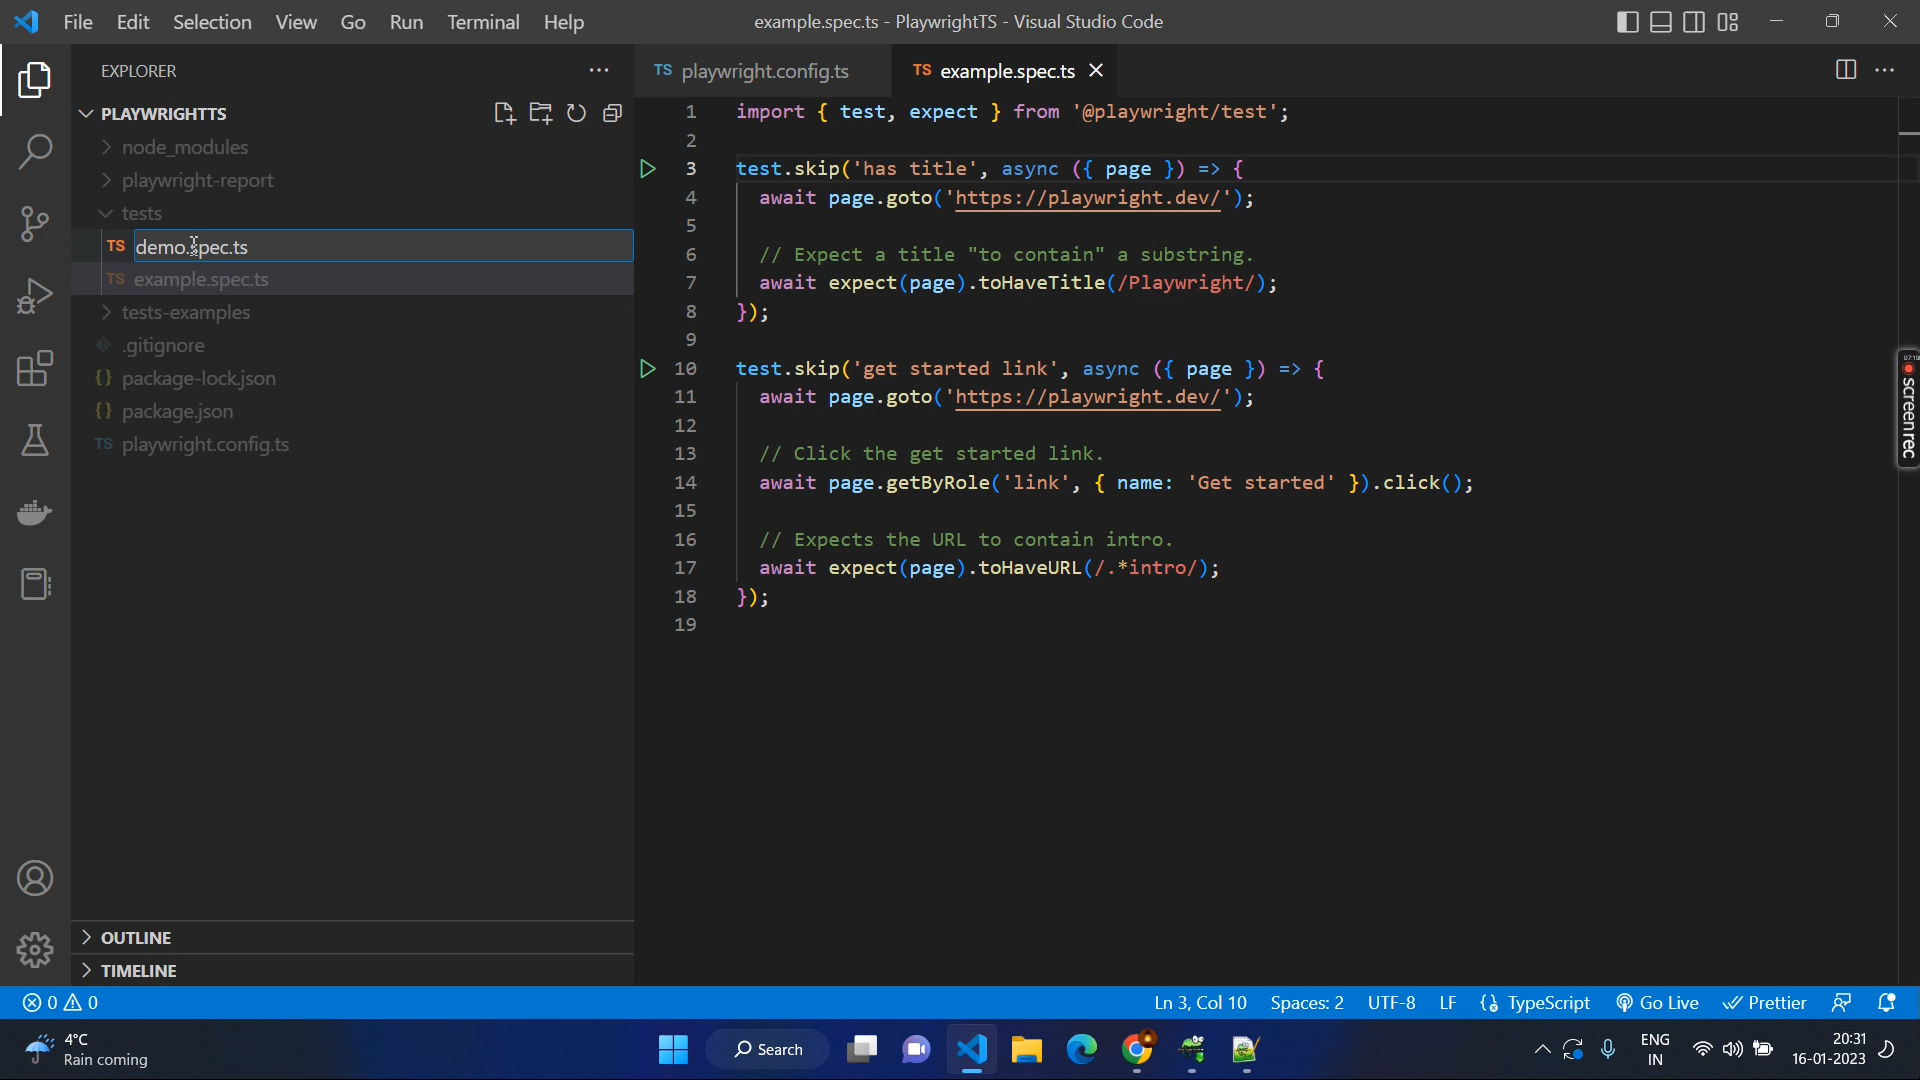 File Edit Selection View Go Run Terminal Help
example.spec.ts - PlaywrightTS - Visual Studio Code
EXPLORER
PLAYWRIGHTTS
node_modules
playwright-report
tests
TS demo.spec.ts
TS example.spec.ts
tests-examples
.gitignore
{} package-lock.json
{} package.json
TS playwright.config.ts
OUTLINE
TIMELINE
TS playwright.config.ts
TS example.spec.ts
1 import { test, expect } from '@playwright/test';
2
3 test.skip('has title', async ({ page }) => {
4 await page.goto('https://playwright.dev/');
5
6 // Expect a title "to contain" a substring.
7 await expect(page).toHaveTitle(/Playwright/);
8 });
9
10 test.skip('get started link', async ({ page }) => {
11 await page.goto('https://playwright.dev/');
12
13 // Click the get started link.
14 await page.getByRole('link', { name: 'Get started' }).click();
15
16 // Expects the URL to contain intro.
17 await expect(page).toHaveURL(/.*intro/);
18 });
19
screenrec
0 0
Ln 3, Col 10 Spaces: 2 UTF-8 LF TypeScript Go Live Prettier
4°C
Rain coming
Search
ENG
IN
20:31
16-01-2023